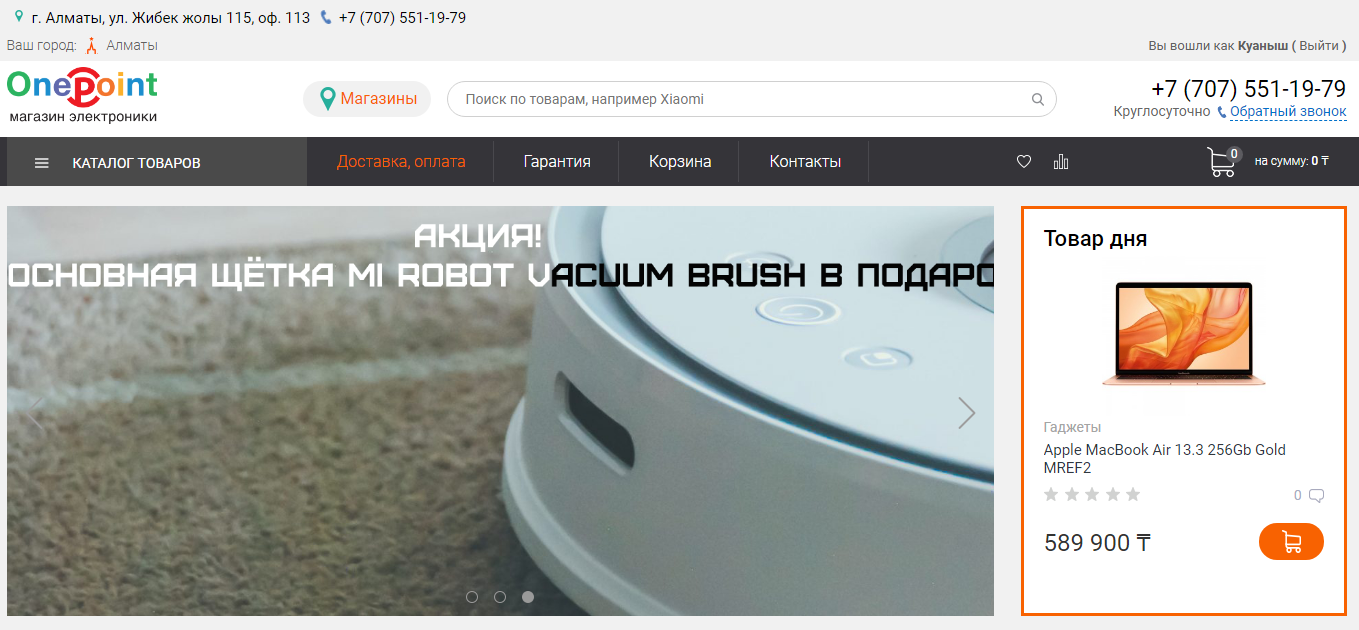 г. Алматы, ул. Жибек жолы 115, оф. 113 +7 (707) 551-19-79
Ваш город: Алматы
Вы вошли как Куаныш ( Выйти )
Onepoint
магазин электроники
Магазины
Поиск по товарам, например Xiaomi
+7 (707) 551-19-79
Круглосуточно Обратный звонок
КАТАЛОГ ТОВАРОВ
Доставка, оплата
Гарантия
Корзина
Контакты
0
на сумму: 0 ₸
АКЦИЯ!
ОСНОВНАЯ ЩЁТКА MI ROBOT VACUUM BRUSH В ПОДАРО
Товар дня
Гаджеты
Apple MacBook Air 13.3 256Gb Gold
MREF2
0
589 900 ₸